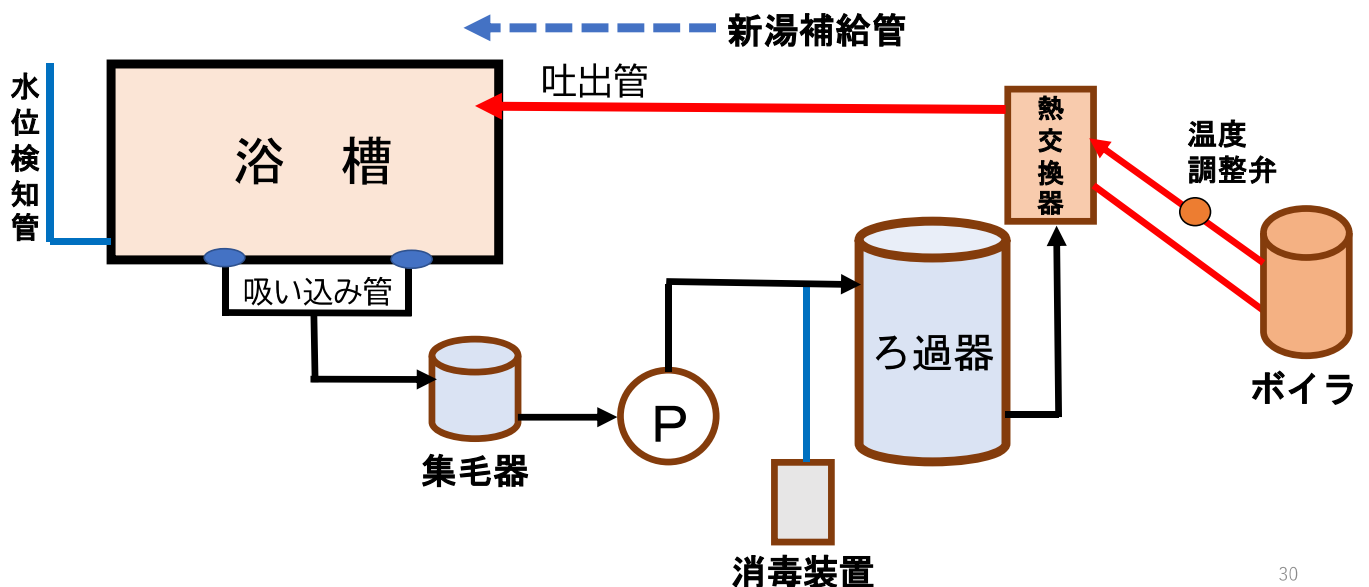 新湯補給管
吐出管
水位検知管
浴　槽
熱交換器
温度
調整弁
吸い込み管
ろ過器
ボイラ
P
集毛器
消毒装置
30